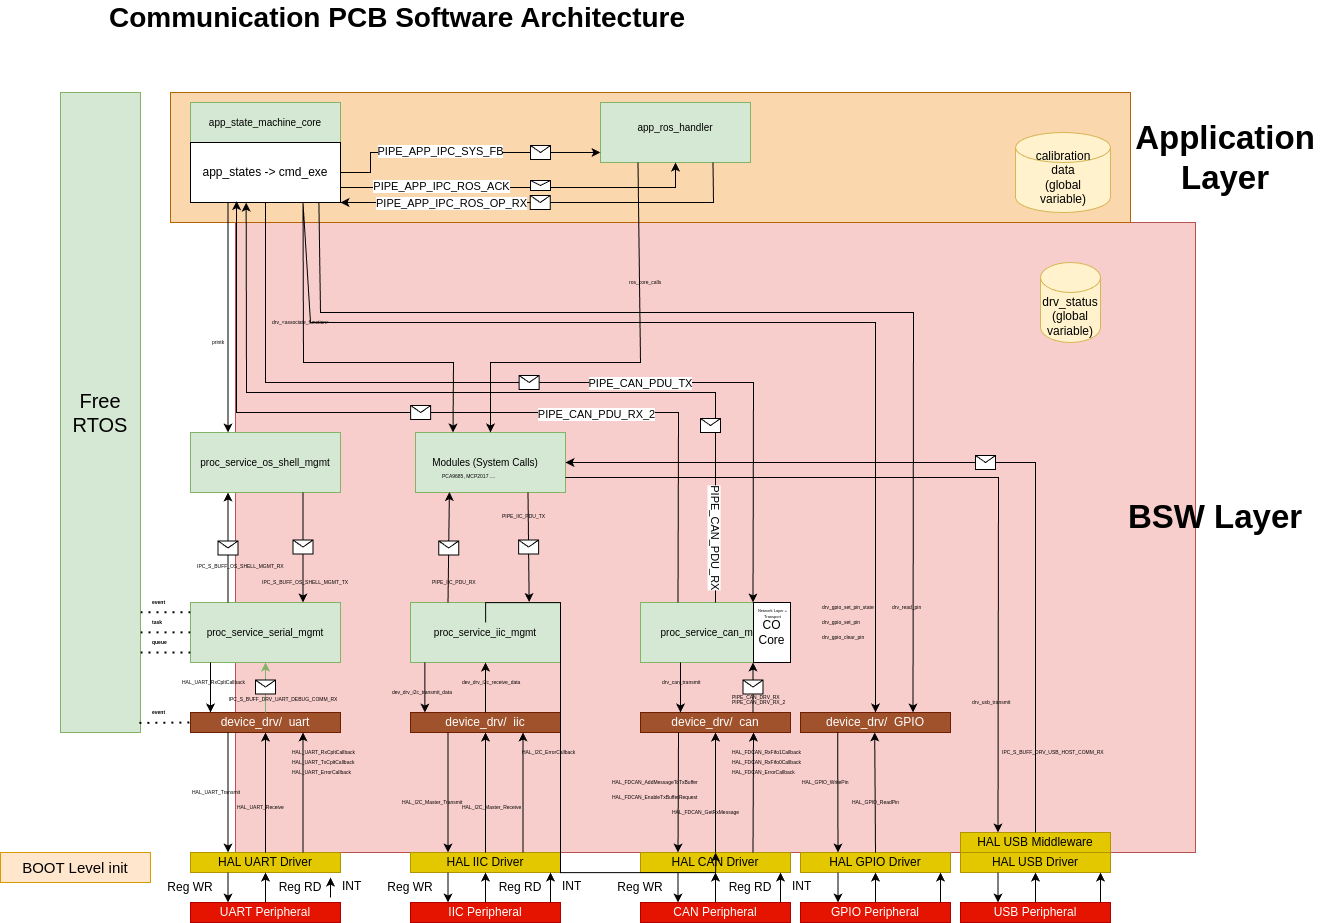 Communication PCB Software Architecture
app_state_machine_core
app_ros_handler
app_states -> cmd_exe
PIPE_APP_IPC_SYS_FB
PIPE_APP_IPC_ROS_ACK
PIPE_APP_IPC_ROS_OP_RX
calibration
data
(global
variable)
Application
Layer
drv_status
(global
variable)
ros_core_calls
printk
PIPE_CAN_PDU_TX
PIPE_CAN_PDU_RX_2
PIPE_CAN_PDU_RX
Free
RTOS
proc_service_os_shell_mgmt
Modules (System Calls)
PCA9685, MCP2017 ....
BSW Layer
PIPE_IIC_PDU_TX
IPC_S_BUFF_OS_SHELL_MGMT_RX
IPC_S_BUFF_OS_SHELL_MGMT_TX
PIPE_IIC_PDU_RX
event
task
queue
event
proc_service_serial_mgmt
proc_service_iic_mgmt
proc_service_can_m
Network Layer +
Transport
CO
Core
drv_gpio_set_pin_state
drv_read_pin
drv_gpio_set_pin
drv_gpio_clear_pin
HAL_UART_RxCpltCallback
IPC_S_BUFF_DRV_UART_DEBUG_COMM_RX
dev_drv_i2c_transmit_data
dev_drv_i2c_receive_data
drv_can_transmit
PIPE_CAN_DRV_RX
PIPE_CAN_DRV_RX_2
drv_usb_transmit
device_drv/ uart
device_drv/ iic
device_drv/ can
device_drv/ GPIO
HAL_UART_RxCpltCallback
HAL_UART_TxCpltCallback
HAL_UART_ErrorCallback
HAL_UART_Transmit
HAL_UART_Receive
HAL_I2C_ErrorCallback
HAL_I2C_Master_Transmit
HAL_I2C_Master_Receive
HAL_FDCAN_RxFifo1Callback
HAL_FDCAN_RxFifo0Callback
HAL_FDCAN_ErrorCallback
HAL_FDCAN_AddMessageToTxBuffer
HAL_FDCAN_EnableTxBufferRequest
HAL_FDCAN_GetRxMessage
HAL_GPIO_WritePin
HAL_GPIO_ReadPin
IPC_S_BUFF_DRV_USB_HOST_COMM_RX
HAL USB Middleware
BOOT Level init
HAL UART Driver
HAL IIC Driver
HAL CAN Driver
HAL GPIO Driver
HAL USB Driver
Reg WR
Reg RD
INT
Reg WR
Reg RD
INT
Reg WR
Reg RD
INT
UART Peripheral
IIC Peripheral
CAN Peripheral
GPIO Peripheral
USB Peripheral